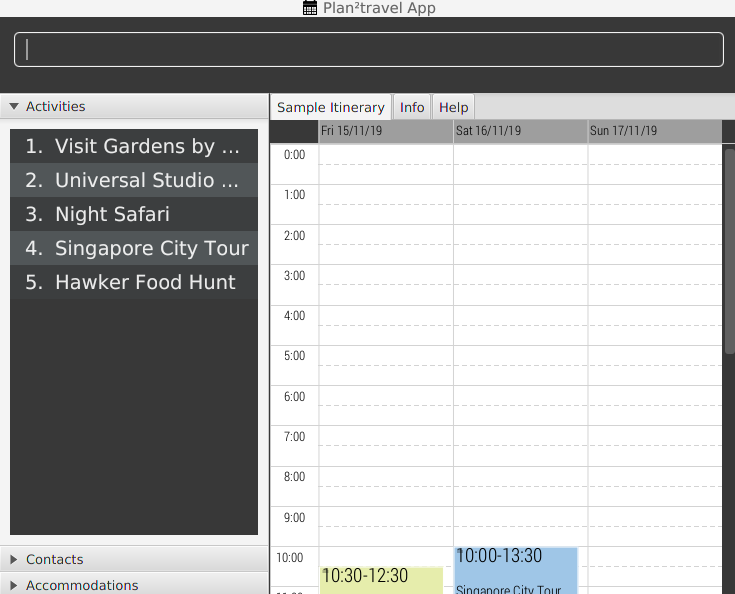 Plan²travel App
Activities
1. Visit Gardens by ...
2. Universal Studio ...
3. Night Safari
4. Singapore City Tour
5. Hawker Food Hunt
Contacts
Accommodations
Sample Itinerary Info Help
Fri 15/11/19 Sat 16/11/19 Sun 17/11/19
0:00
1:00
2:00
3:00
4:00
5:00
6:00
7:00
8:00
9:00
10:00
10:00-13:30
10:30-12:30
Singapore City Tour